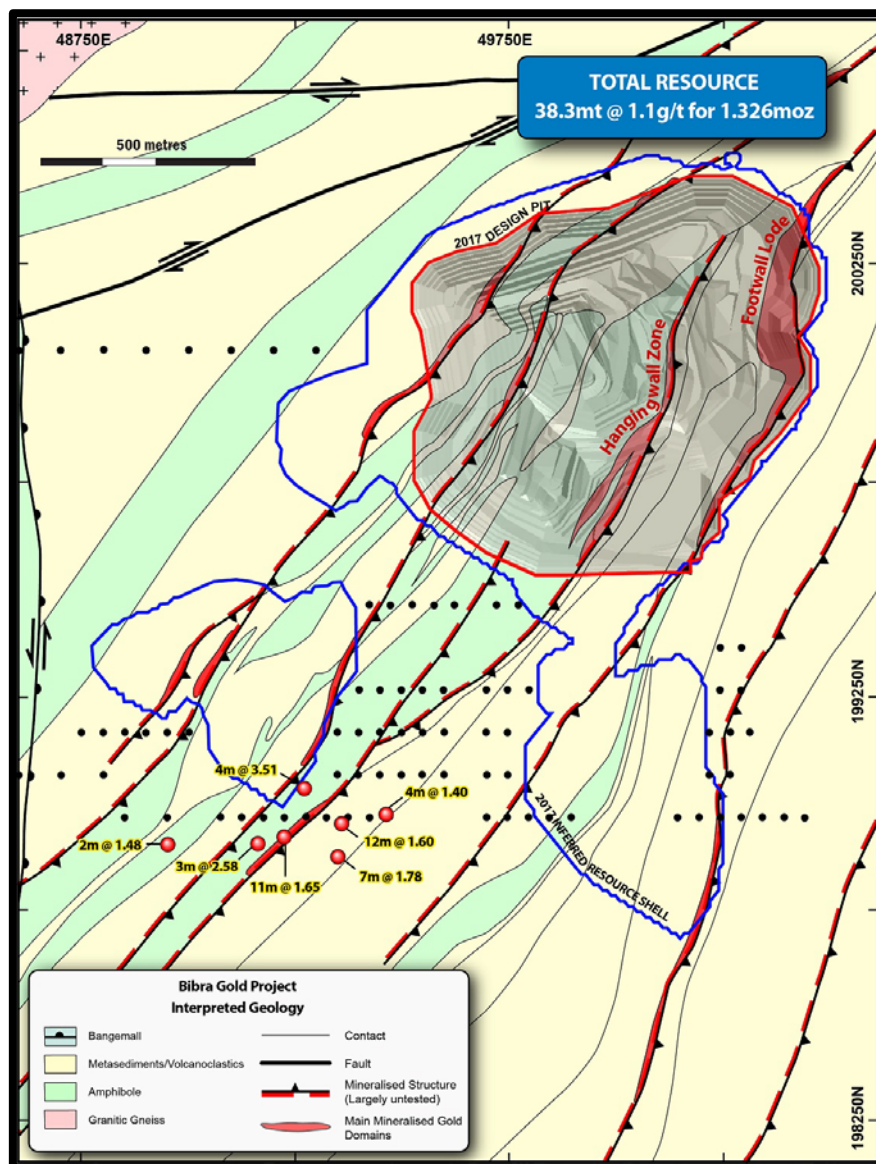 48750E
49750E
TOTAL RESOURCE
38.3mt @ 1.1g/t for 1.326moz
500 metres
2017 DESIGN PIT
200250N
Footwall Lode
Hangingwall Zone
199250N
4m @ 3.51
4m @ 1.40
2m @ 1.48
3m @ 2.58
12m @ 1.60
11m @ 1.65
7m @ 1.78
2017 INFERRED RESOURCE SHELL
198250N
Bibra Gold Project
Interpreted Geology
Bangemall
Metasediments/Volcanoclastics
Amphibole
Granitic Gneiss
Contact
Fault
Mineralised Structure
(Largely untested)
Main Mineralised Gold
Domains